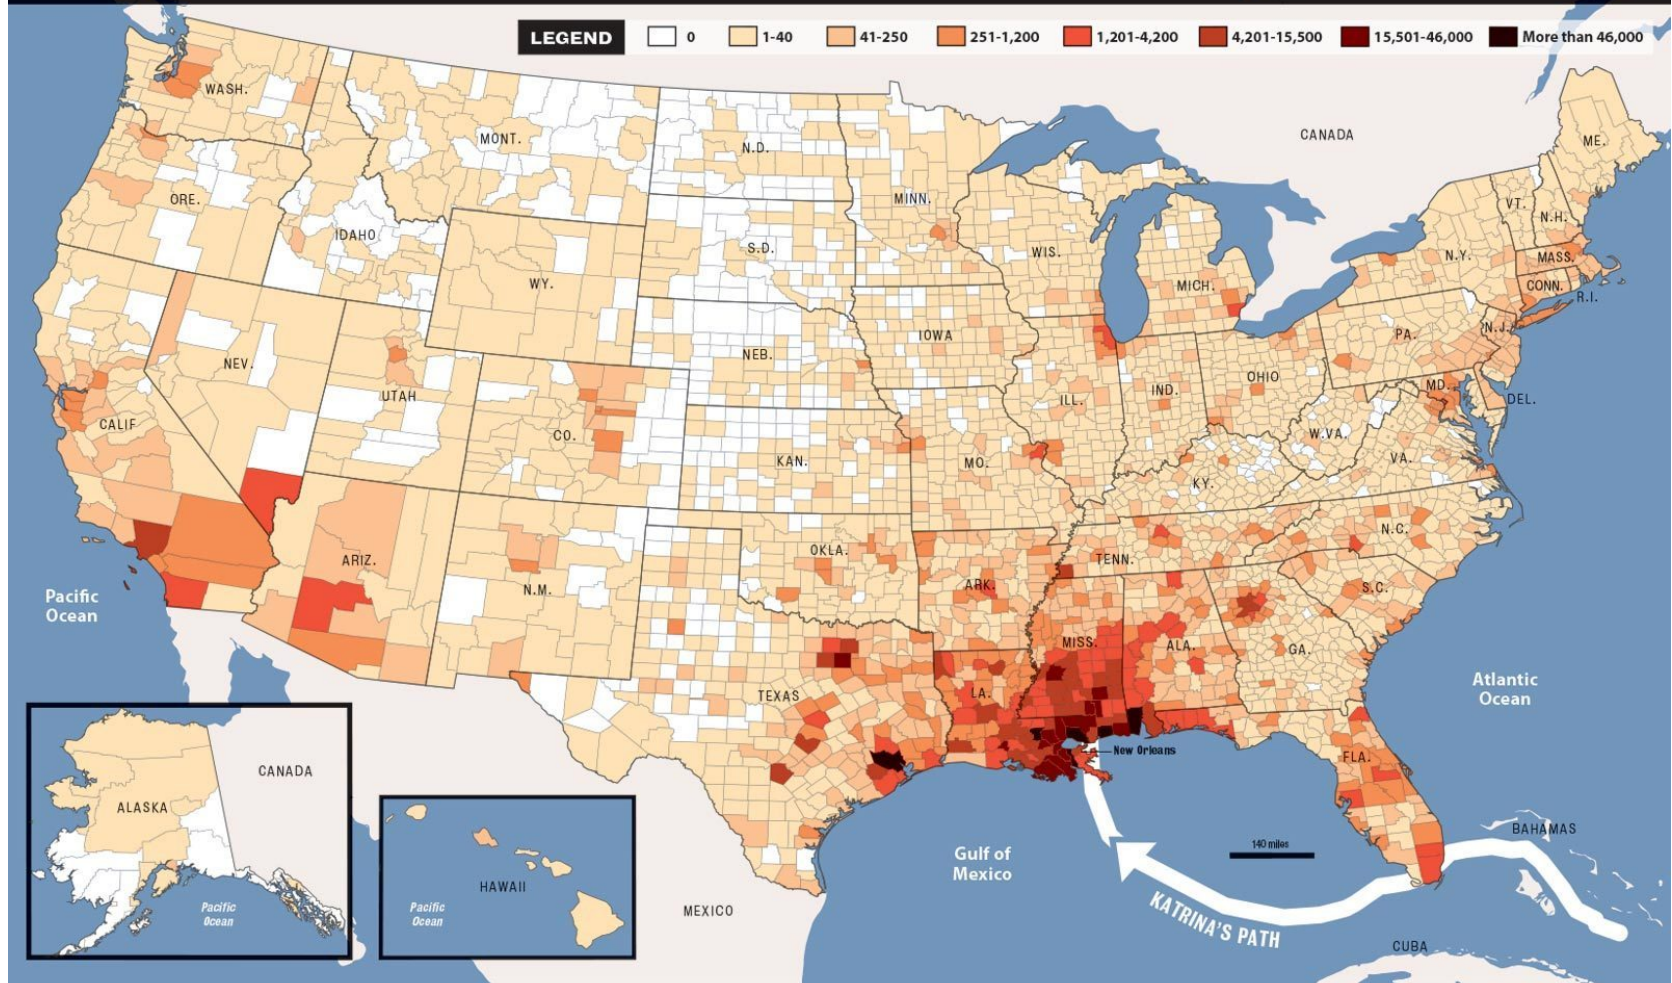 LEGEND
0
1-40
41-250
251-1,200
1,201-4,200
4,201-15,500
15,501-46,000
More than 46,000
WASH.
MONT.
N.D.
MINN.
CANADA
ME.
ORE.
IDAHO
S.D.
WIS.
MICH.
N.Y.
VT.
N.H.
MASS.
CONN.
R.I.
WY.
NEV.
UTAH
CALIF
NEB.
IOWA
ILL.
IND.
OHIO
PA.
N.J.
MD.
DEL.
CO.
KAN.
MO.
KY.
W.VA.
VA.
ARIZ.
N.M.
OKLA.
ARK.
TENN.
N.C.
S.C.
Pacific
Ocean
TEXAS
LA.
MISS.
ALA.
GA.
Atlantic
Ocean
New Orleans
FLA.
CANADA
ALASKA
Pacific
Ocean
HAWAII
Pacific
Ocean
MEXICO
Gulf of
Mexico
140 miles
BAHAMAS
KATRINA'S PATH
CUBA